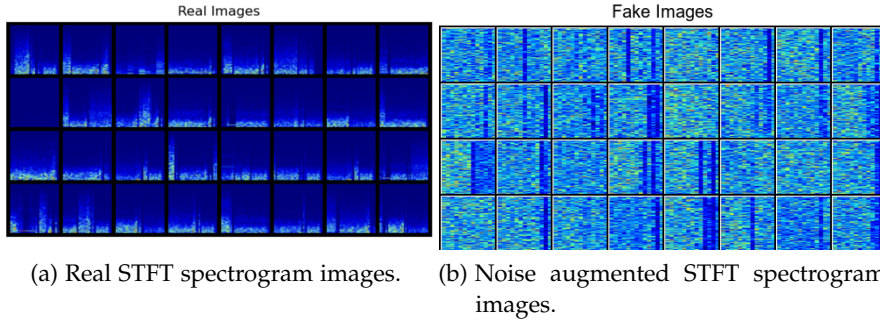 Real Images
Fake Images
(a) Real STFT spectrogram images.
(b) Noise augmented STFT spectrogram
images.